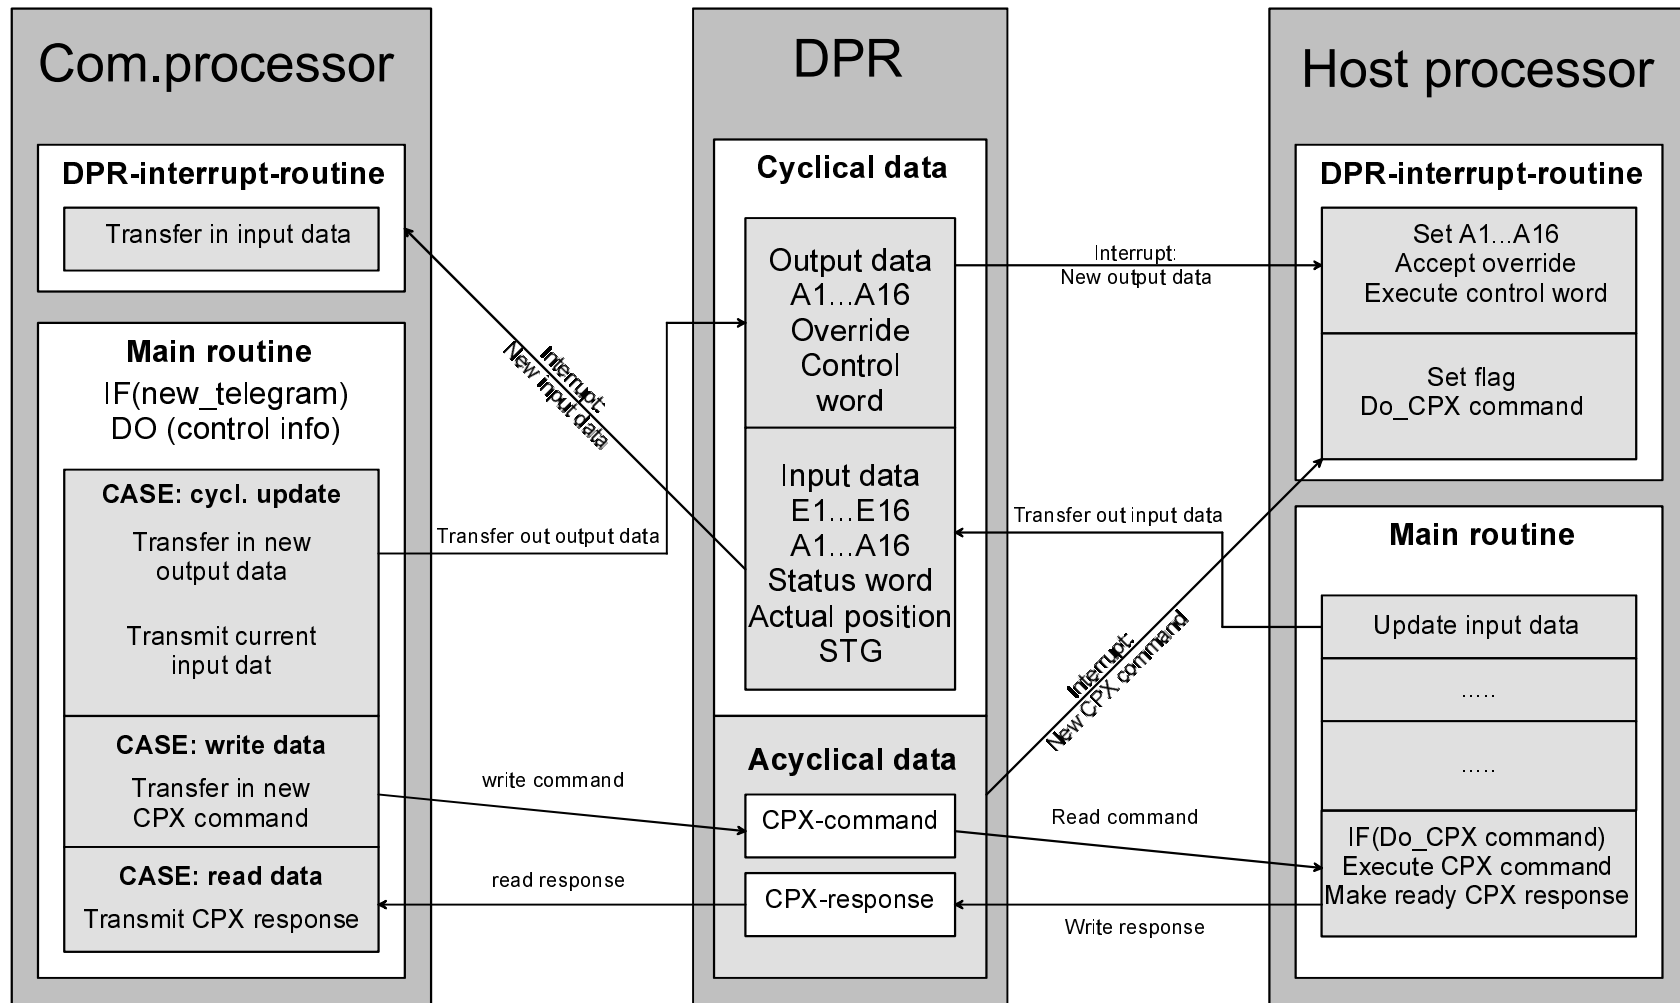 Com.processor
DPR-interrupt-routine
Transfer in input data
Main routine
IF(new_telegram)
DO (control info)
CASE: cycl. update
Transfer in new
output data
Transmit current
input dat
CASE: write data
Transfer in new
CPX command
CASE: read data
Transmit CPX response
Interrupt:
New input data
Transfer out output data
write command
read response
DPR
Cyclical data
Output data
A1...A16
Override
Control
word
Input data
E1...E16
A1...A16
Status word
Actual position
STG
Acyclical data
CPX-command
CPX-response
Interrupt:
New output data
Transfer out input data
Interrupt:
New CPX command
Read command
Write response
Host processor
DPR-interrupt-routine
Set A1...A16
Accept override
Execute control word
Set flag
Do_CPX command
Main routine
Update input data
.....
.....
IF(Do_CPX command)
Execute CPX command
Make ready CPX response